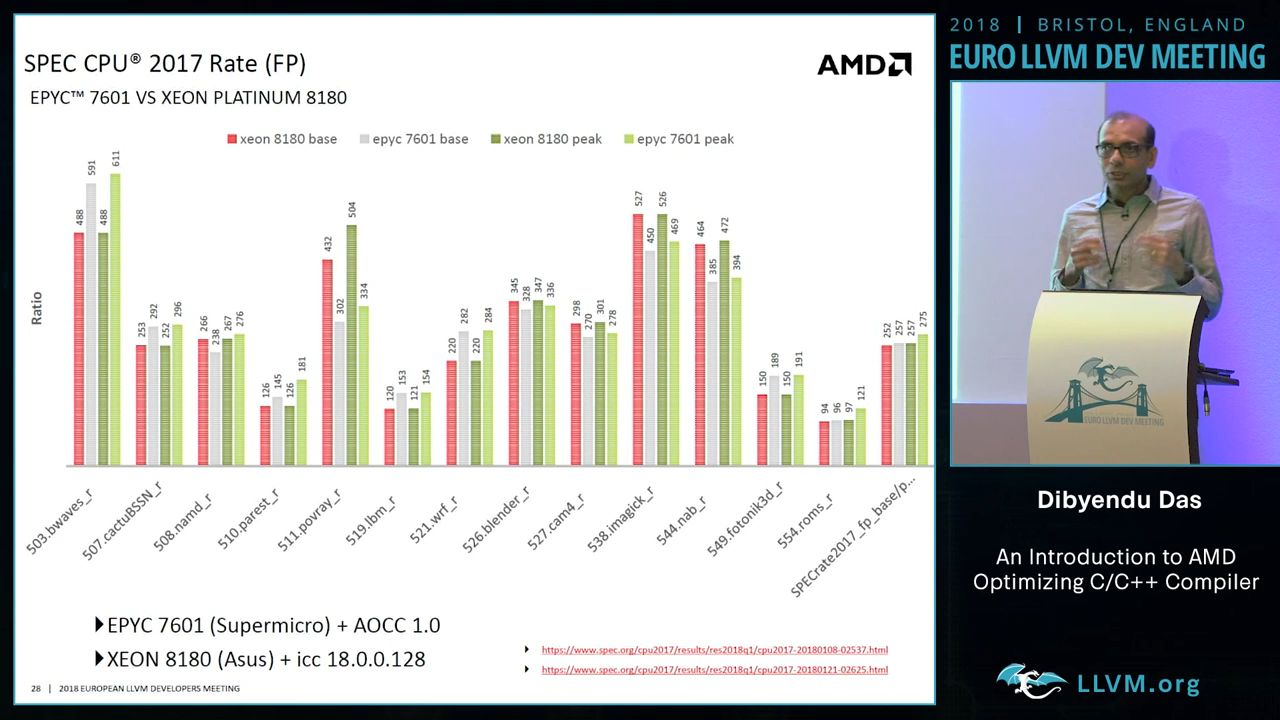 SPEC CPU® 2017 Rate (FP)
AMD
EPYC™ 7601 VS XEON PLATINUM 8180
xeon 8180 base
epyc 7601 base
xeon 8180 peak
epyc 7601 peak
Ratio
488 591 488 611
253 292 252 296
266 238 267 276
126 145 126 181
432 302 504 334
120 153 121 154
220 282 220 284
345 328 347 336
298 270 301 278
527 450 526 469
464 385 472 394
150 189 150 191
94 96 97 121
252 257 257 275
503.bwaves_r
507.cactuBSSN_r
508.namd_r
510.parest_r
511.povray_r
519.lbm_r
521.wrf_r
526.blender_r
527.cam4_r
538.imagick_r
544.nab_r
549.fotonik3d_r
554.roms_r
SPECrate2017_fp_base/p...
EPYC 7601 (Supermicro) + AOCC 1.0
XEON 8180 (Asus) + icc 18.0.0.128
https://www.spec.org/cpu2017/results/res2018q1/cpu2017-20180108-02537.html
https://www.spec.org/cpu2017/results/res2018q1/cpu2017-20180121-02625.html
28 | 2018 EUROPEAN LLVM DEVELOPERS MEETING
2018 | BRISTOL, ENGLAND
EURO LLVM DEV MEETING
EURO LLVM DEV MEETING
Dibyendu Das
An Introduction to AMD
Optimizing C/C++ Compiler
LLVM.org